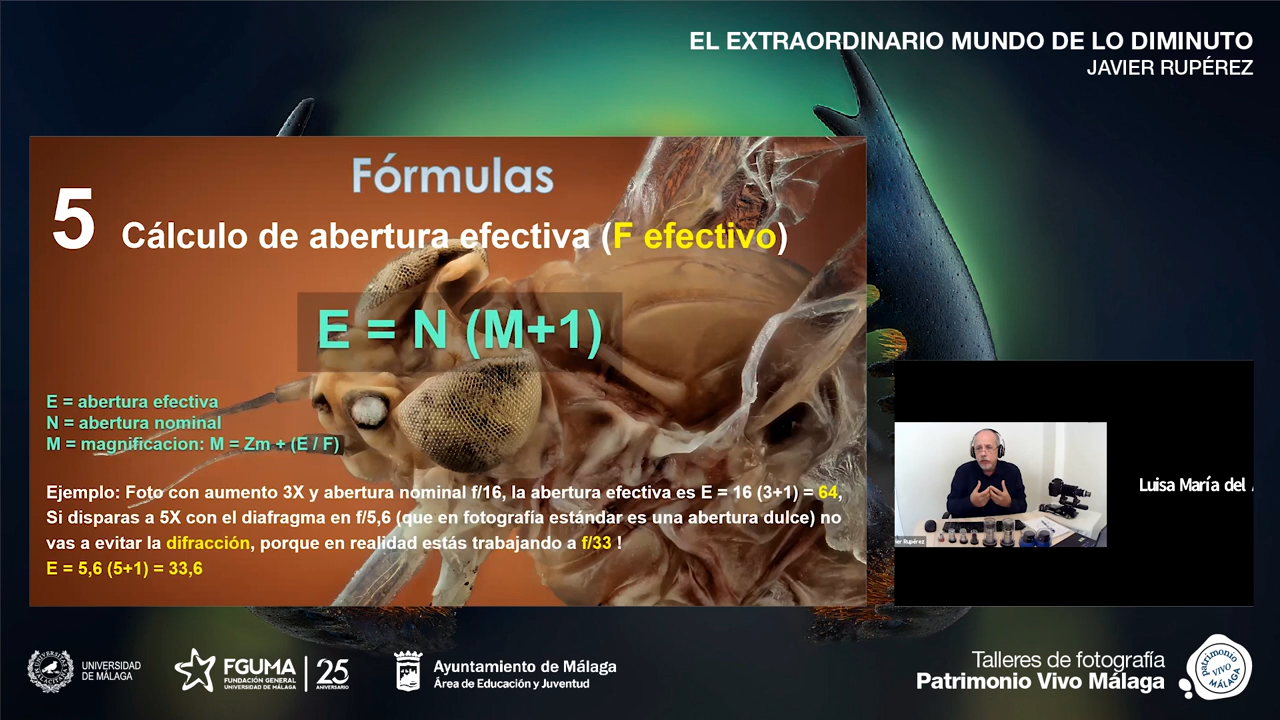 EL EXTRAORDINARIO MUNDO DE LO DIMINUTO
JAVIER RUPÉREZ
Fórmulas
5
Cálculo de abertura efectiva (F efectivo)
E = N (M+1)
E = abertura efectiva
N = abertura nominal
M = magnificacion: M = Zm + (E / F)
Ejemplo: Foto con aumento 3X y abertura nominal f/16, la abertura efectiva es E = 16 (3+1) = 64,
Si disparas a 5X con el diafragma en f/5,6 (que en fotografía estándar es una abertura dulce) no
vas a evitar la difracción, porque en realidad estás trabajando a f/33 !
E = 5,6 (5+1) = 33,6
Luisa María del
ier Rupérez
UNIVERSIDAD
DE MÁLAGA
FGUMA
FUNDACIÓN GENERAL
UNIVERSIDAD DE MÁLAGA
25
ANIVERSARIO
Ayuntamiento de Málaga
Área de Educación y Juventud
Talleres de fotografía
Patrimonio Vivo Málaga
patrimonio
VIVO
MÁLAGA